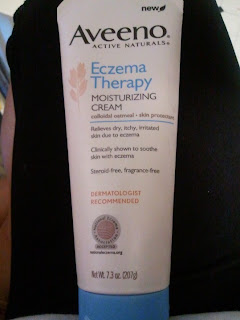 new
Aveeno®
ACTIVE NATURALS®
Eczema
Therapy
MOISTURIZING
CREAM
colloidal oatmeal • skin protectant
Relieves dry, itchy, irritated
skin due to eczema
Clinically shown to soothe
skin with eczema
Steroid-free, fragrance-free
DERMATOLOGIST
RECOMMENDED
nationaleczema.org
Net Wt. 7.3 oz. (207g)